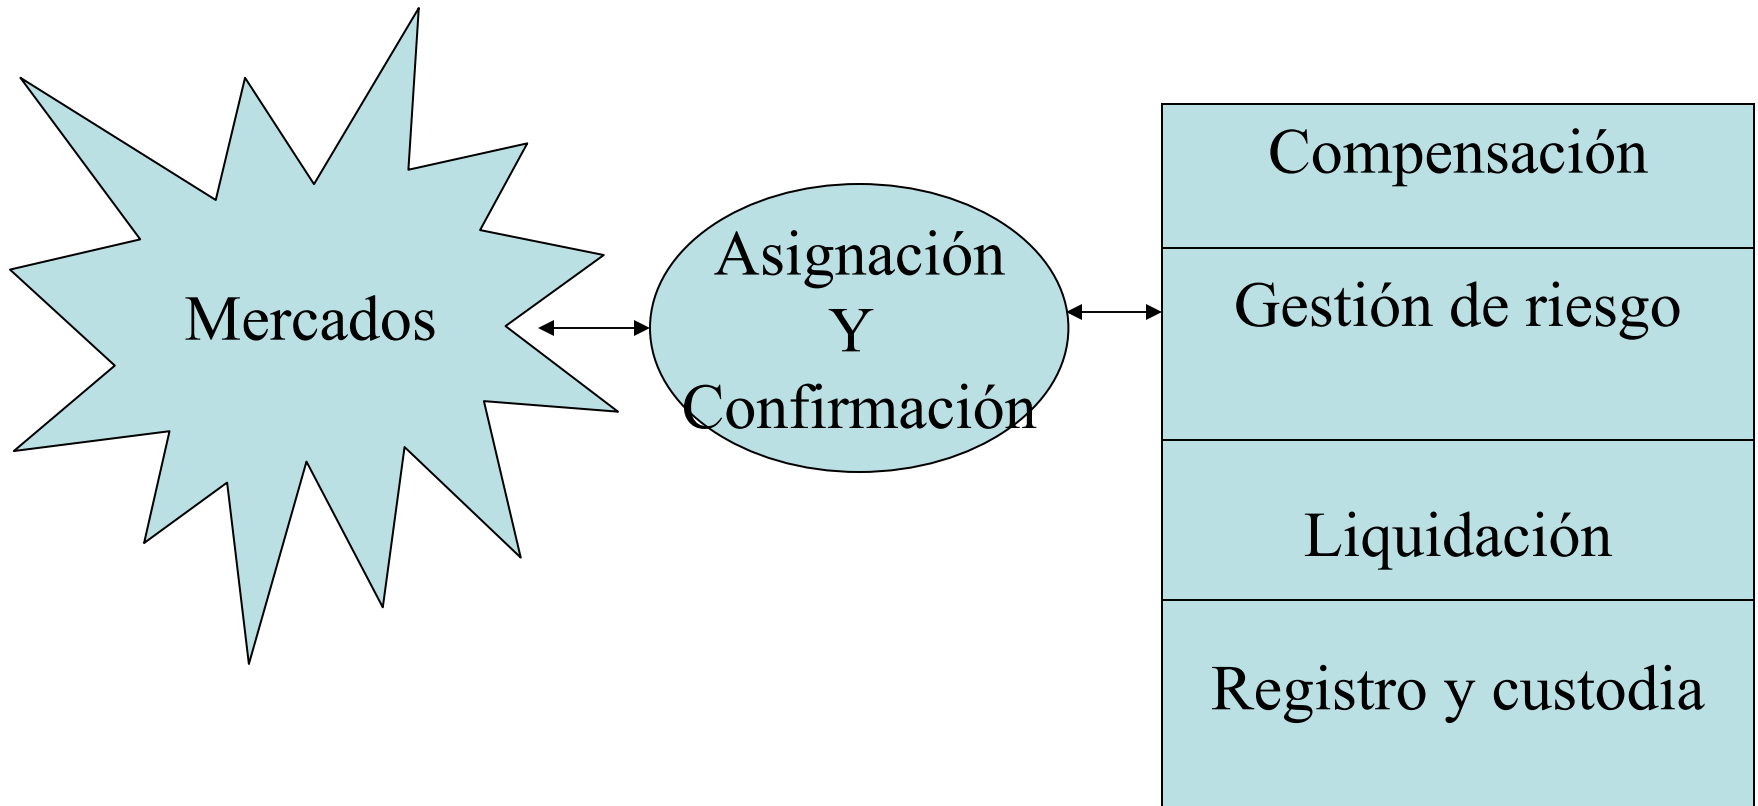 Mercados
Asignación
Y
Confirmación
Compensación
Gestión de riesgo
Liquidación
Registro y custodia